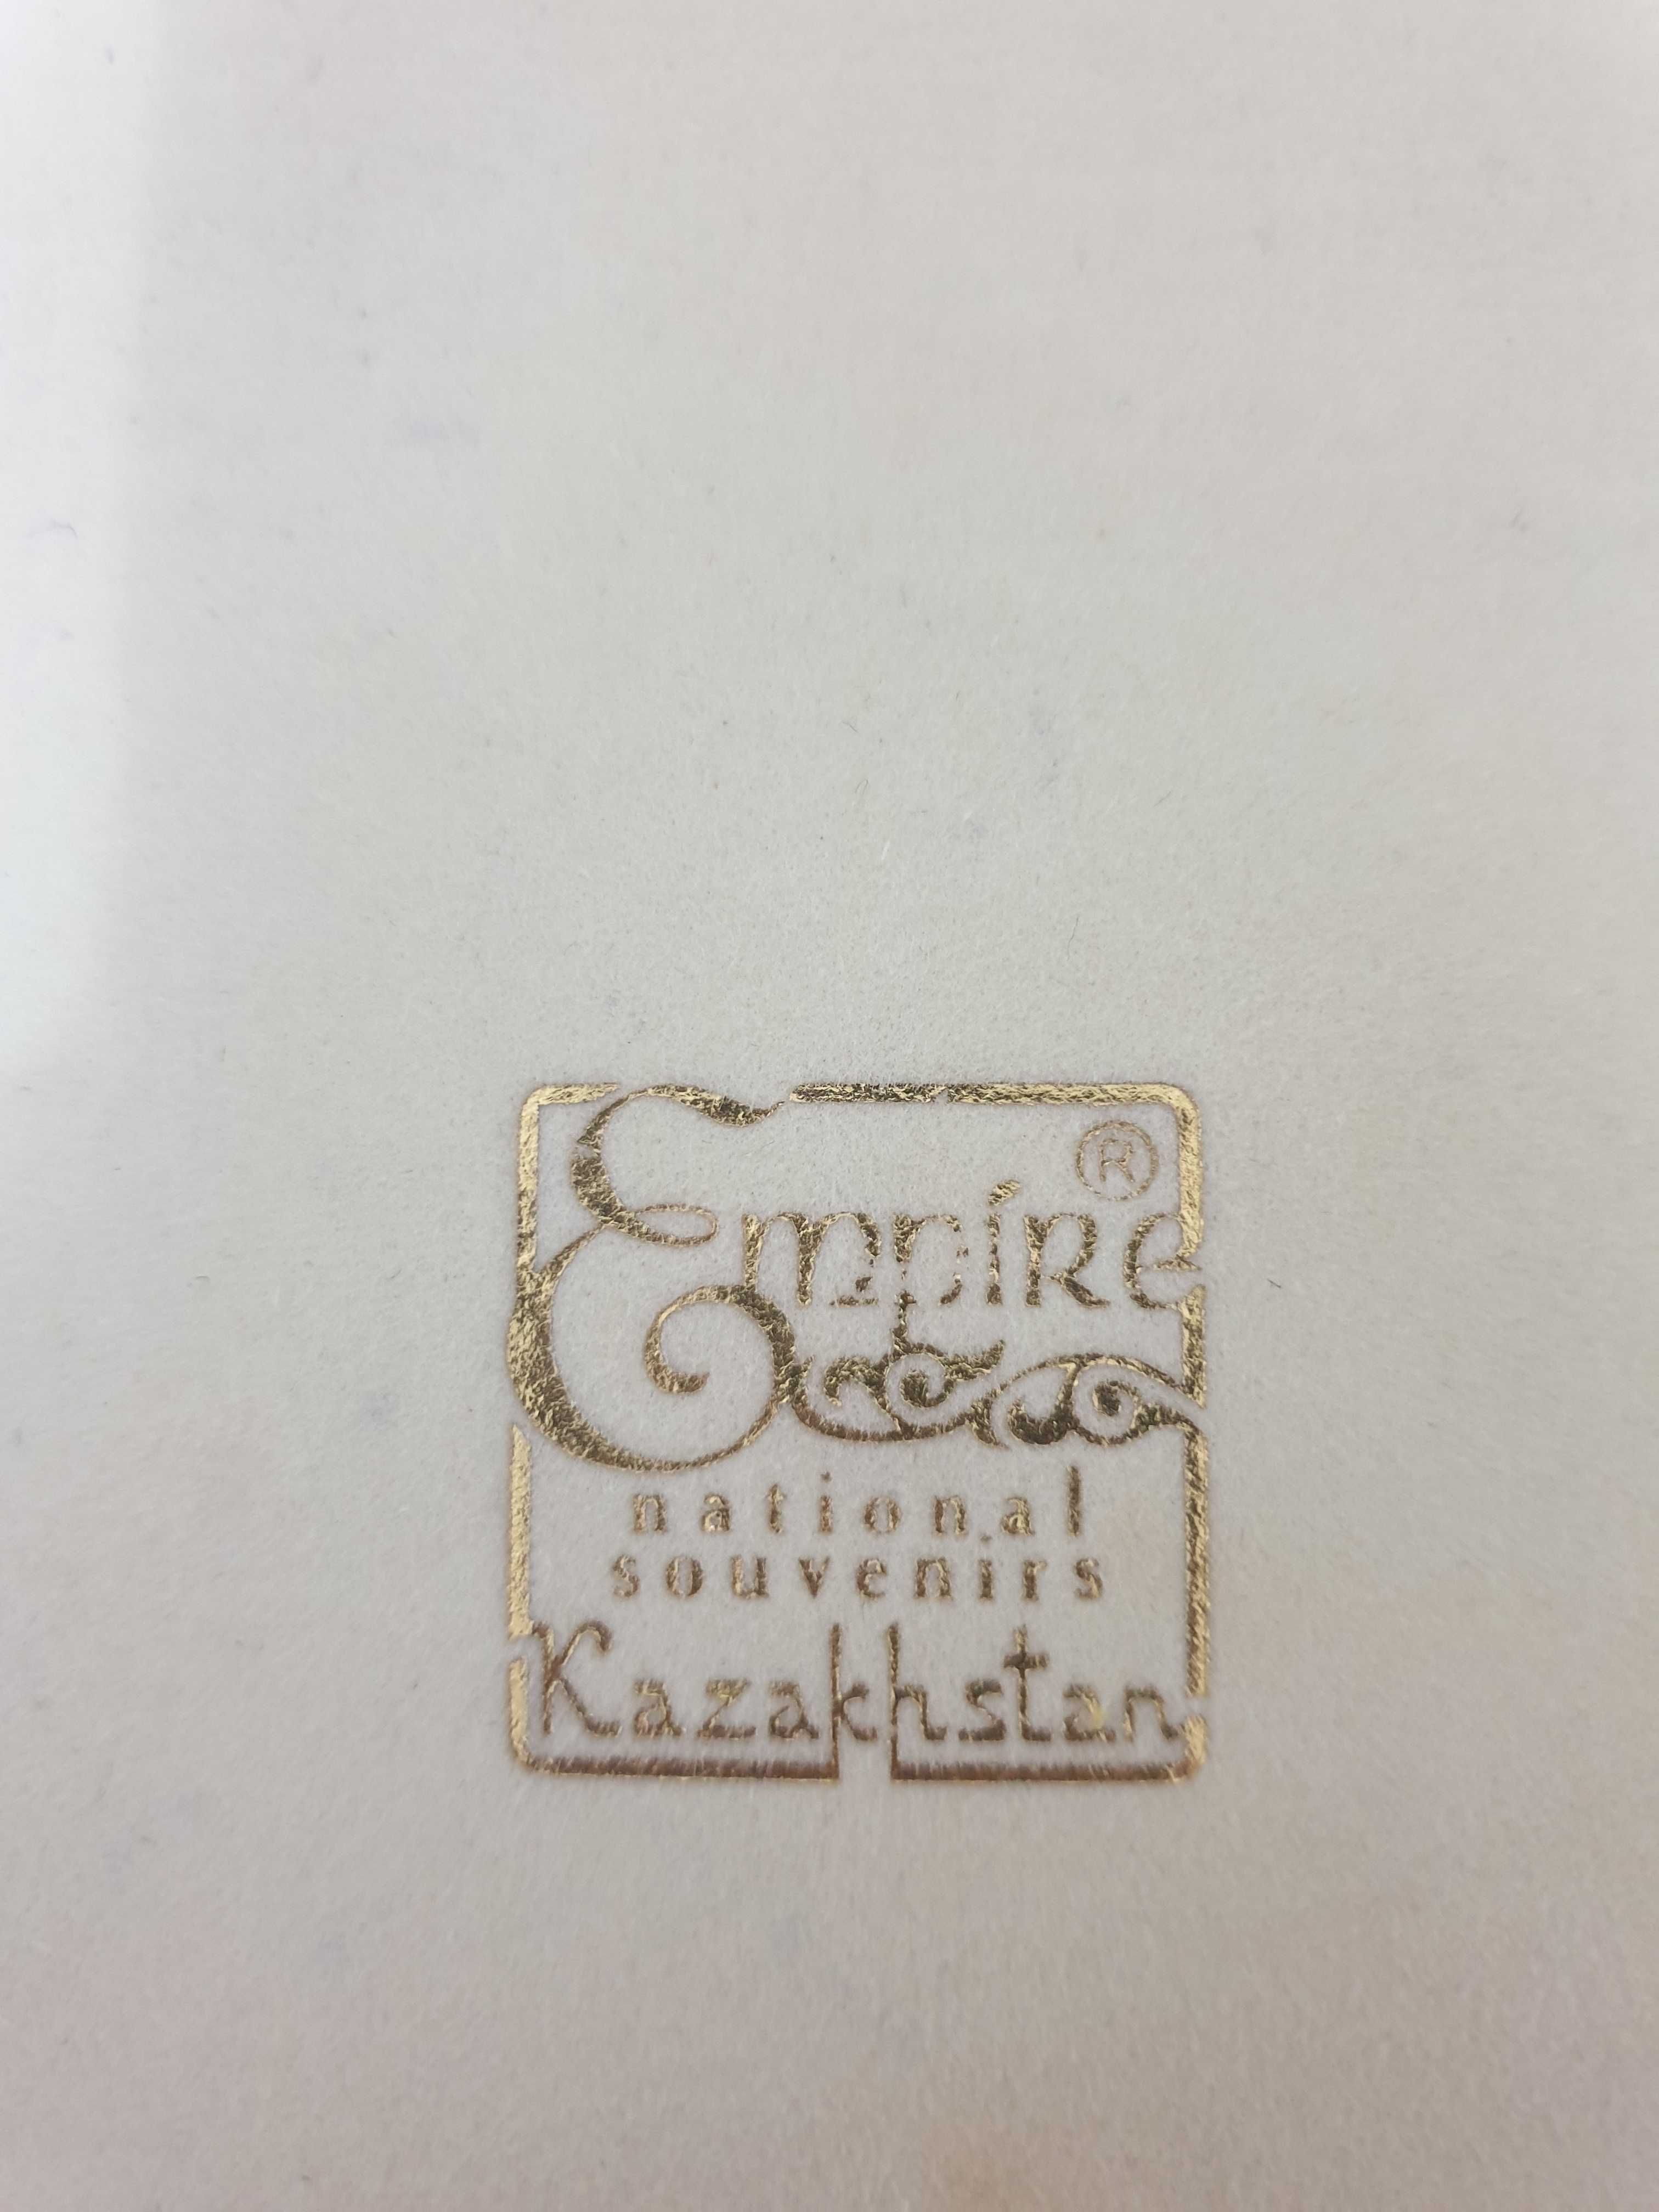 Empire ®
national
souvenirs
Kazakhstan